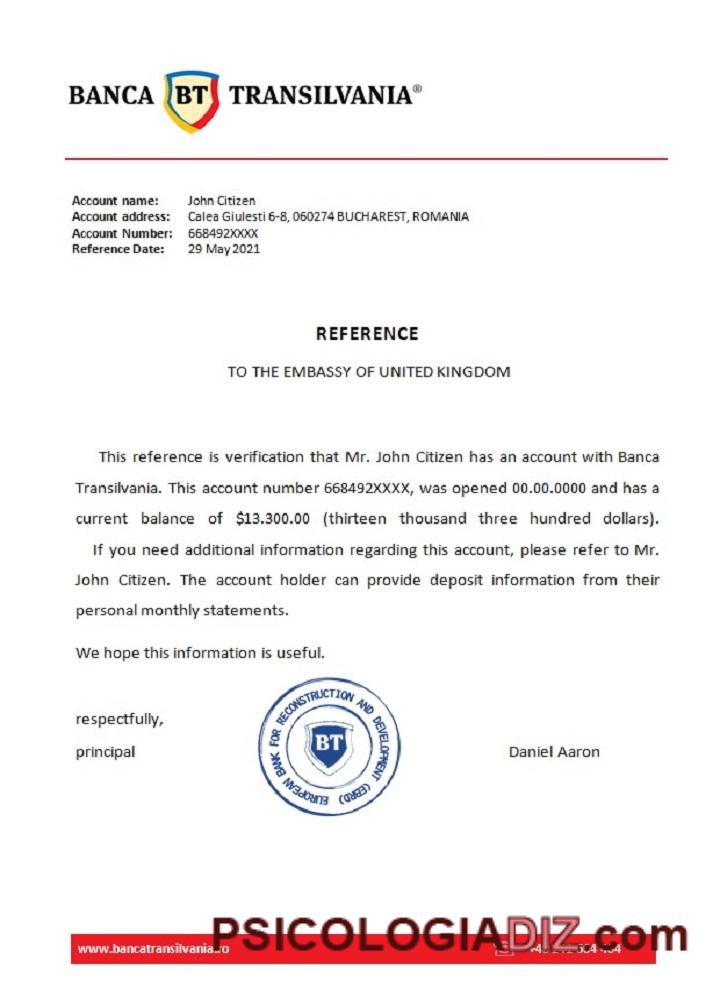 BANCA BT TRANSILVANIA®
Account name: John Citizen
Account address: Calea Giulesti 6-8, 060274 BUCHAREST, ROMANIA
Account Number: 668492XXXX
Reference Date: 29 May 2021
REFERENCE
TO THE EMBASSY OF UNITED KINGDOM
This reference is verification that Mr. John Citizen has an account with Banca
Transilvania. This account number 668492XXXX, was opened 00.00.0000 and has a
current balance of $13.300.00 (thirteen thousand three hundred dollars).
If you need additional information regarding this account, please refer to Mr.
John Citizen. The account holder can provide deposit information from their
personal monthly statements.
We hope this information is useful.
respectfully,
principal
EUROPEAN BANK FOR RECONSTRUCTION AND DEVELOPMENT (EBRD)
BT
Daniel Aaron
www.bancatransilvania.ro
PSICOLOGIADIZ.com